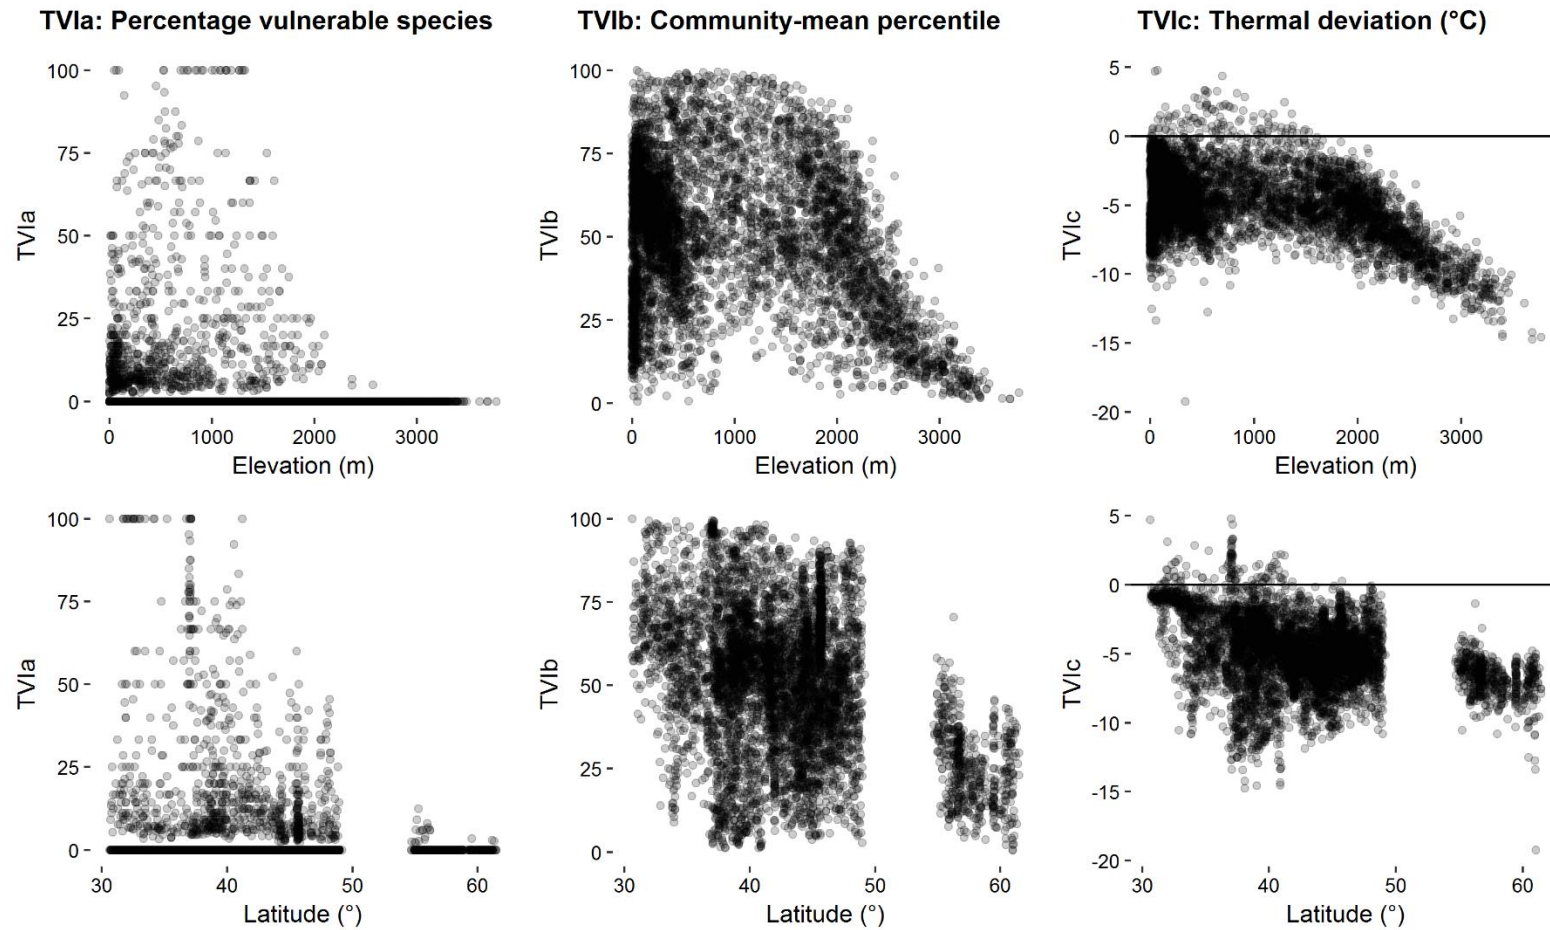 TVIa: Percentage vulnerable species
TVIb: Community-mean percentile
TVIc: Thermal deviation (°C)
100
75
50
25
0
TVIa
0 1000 2000 3000
Elevation (m)
100
75
50
25
0
TVIb
0 1000 2000 3000
Elevation (m)
5
0
-5
-10
-15
-20
TVIc
0 1000 2000 3000
Elevation (m)
100
75
50
25
0
TVIa
30 40 50 60
Latitude (°)
100
75
50
25
0
TVIb
30 40 50 60
Latitude (°)
5
0
-5
-10
-15
-20
TVIc
30 40 50 60
Latitude (°)